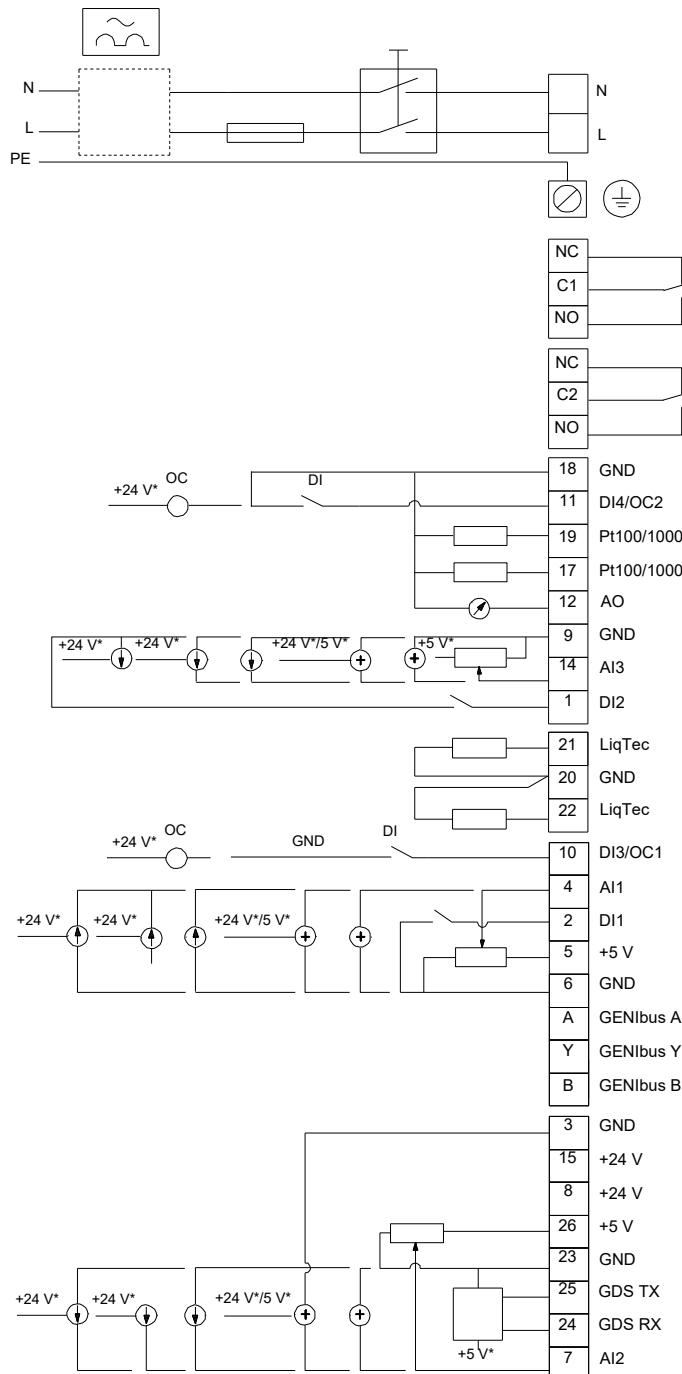 N N
L L
PE
NC
C1
NO
NC
C2
NO
18 GND
+24 V* OC DI 11 DI4/OC2
19 Pt100/1000
17 Pt100/1000
12 AO
9 GND
+24 V* +24 V* +24 V*/5 V* +5 V*
14 AI3
1 DI2
21 LiqTec
20 GND
22 LiqTec
+24 V* OC GND DI 10 DI3/OC1
4 AI1
+24 V* +24 V* +24 V*/5 V* 2 DI1
5 +5 V
6 GND
A GENIbus A
Y GENIbus Y
B GENIbus B
3 GND
15 +24 V
8 +24 V
26 +5 V
23 GND
25 GDS TX
+24 V* +24 V* +24 V*/5 V* 24 GDS RX
+5 V*
7 AI2